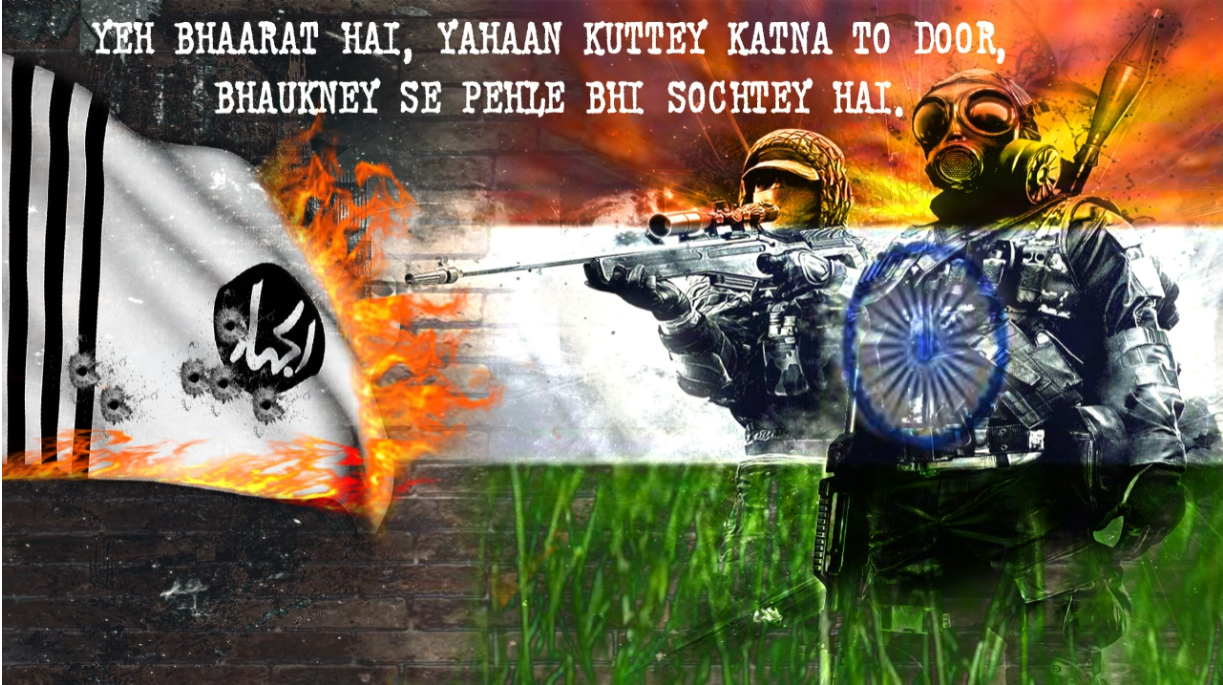 YEH BHAARAT HAI, YAHAAN KUTTEY KATNA TO DOOR,
BHAUKNEY SE PEHLE BHI SOCHTEY HAI.